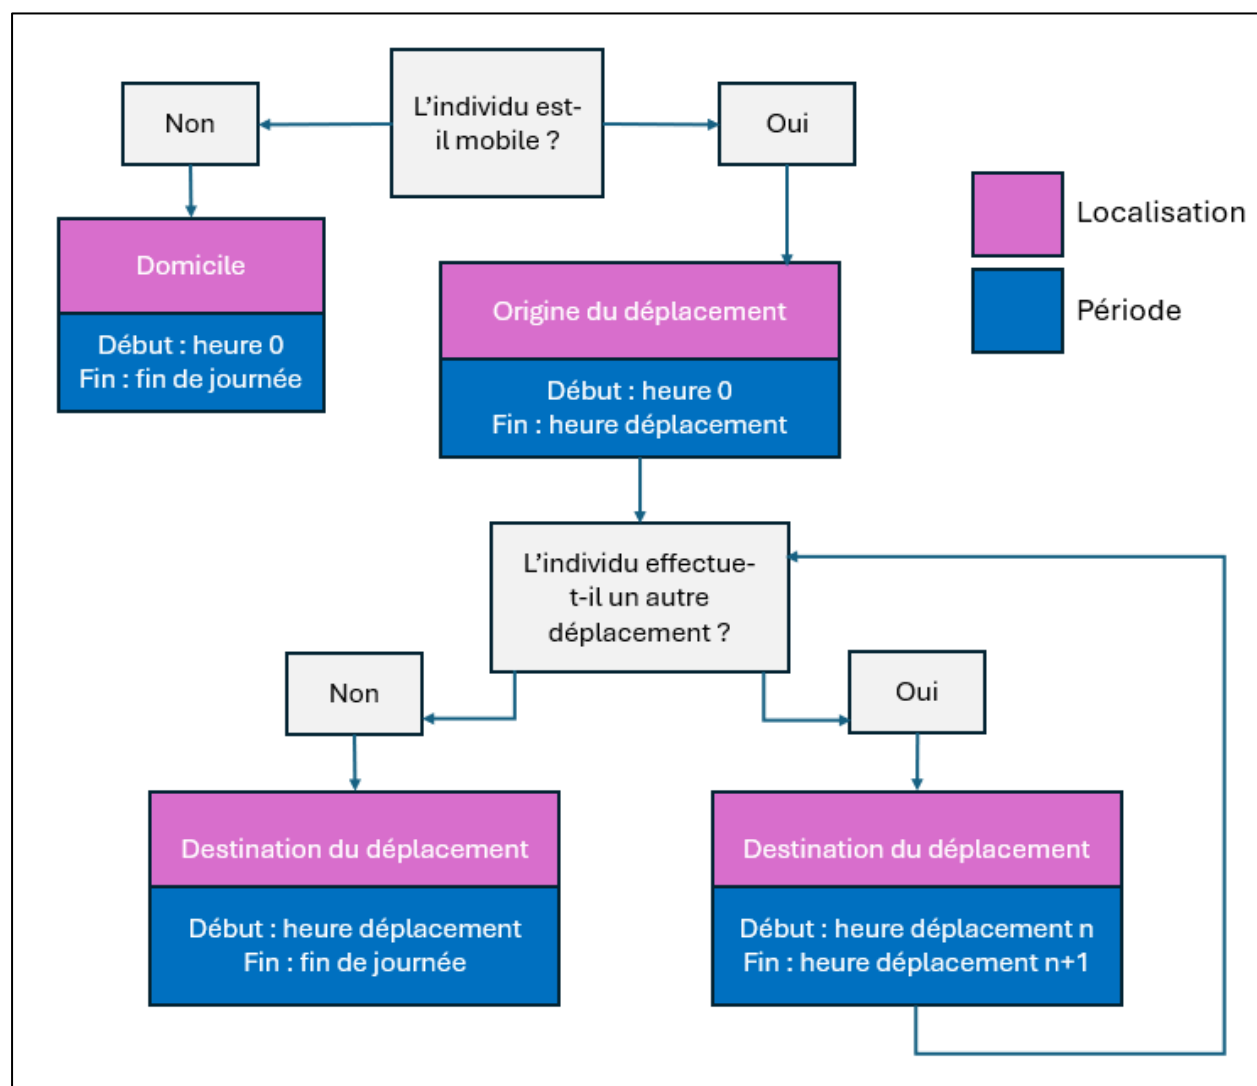 L’individu est-
il mobile ?
Non
Oui
Localisation
Période
Domicile
Début : heure 0
Fin : fin de journée
Origine du déplacement
Début : heure 0
Fin : heure déplacement
L’individu effectue-
t-il un autre
déplacement ?
Non
Oui
Destination du déplacement
Début : heure déplacement
Fin : fin de journée
Destination du déplacement
Début : heure déplacement n
Fin : heure déplacement n+1